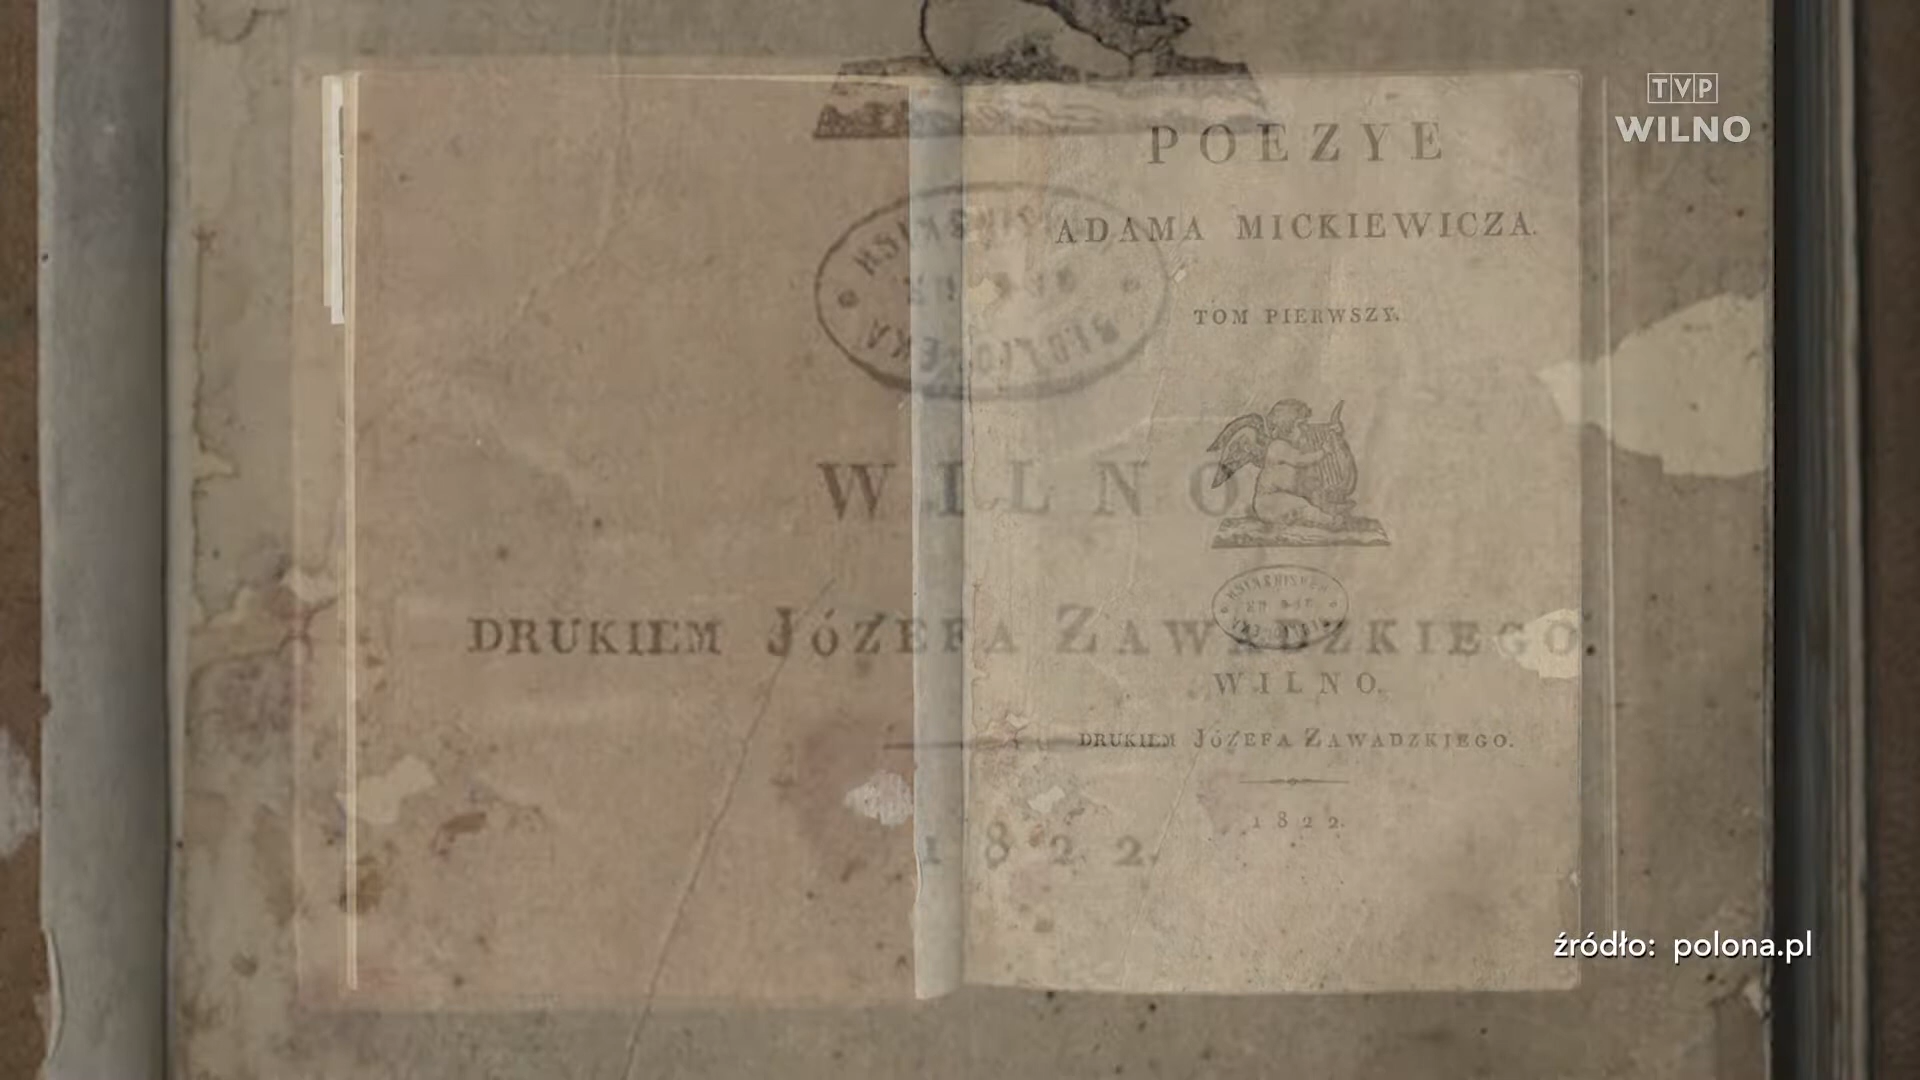 TVP
WILNO
POEZYE
ADAMA MICKIEWICZA.
TOM PIERWSZY.
WILNO.
DRUKIEM JÓZEFA ZAWADZKIEGO.
1822.
WILNO
DRUKIEM JÓZEFA ZAWADZKIEGO.
1822.
źródło: polona.pl